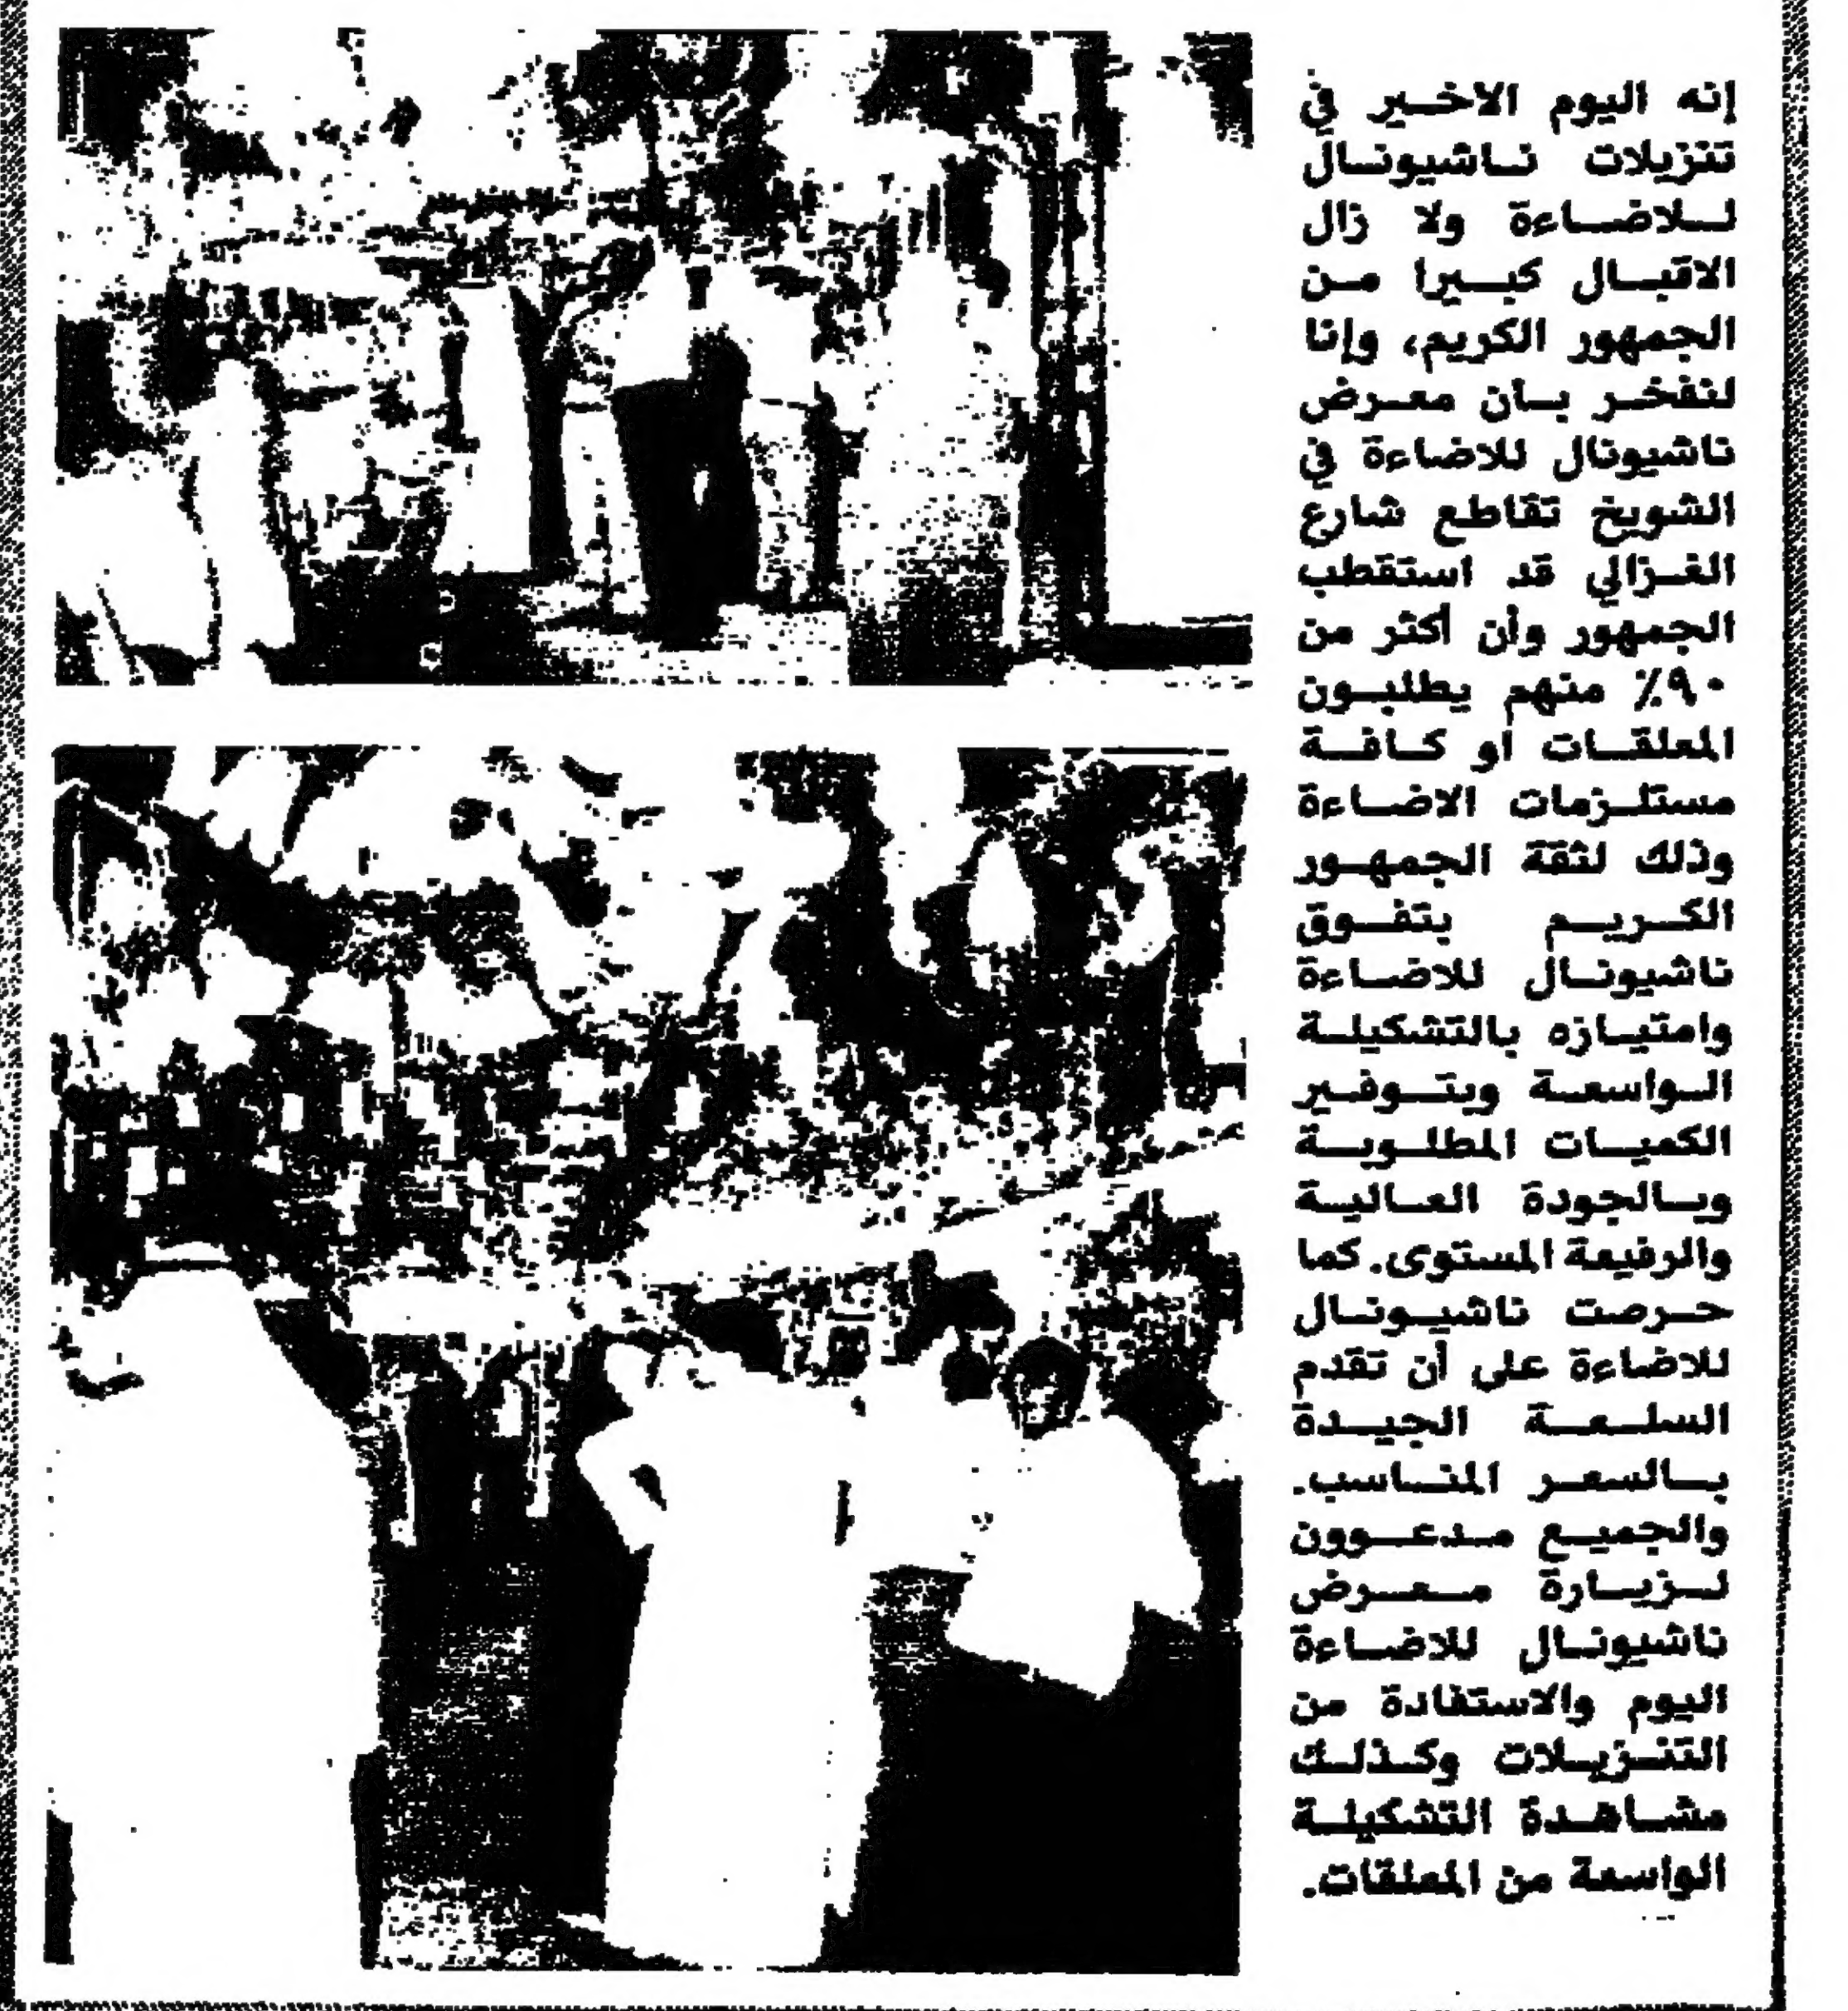 إنه اليوم الاخير في
تنزيلات ناشيونال
للاضاءة ولا زال
الاقبال كبيرا من
الجمهور الكريم، وإنا
لنفخر بان معرض
ناشيونال للاضاءة في
الشويخ تقاطع شارع
الغزالي قد استقطب
الجمهور وأن أكثر من
٩٠٪ منهم يطلبون
المعلقات او كافة
مستلزمات الاضاءة
وذلك لثقة الجمهور
الكريم بتفوق
ناشيونال للاضاءة
وامتيازه بالتشكيلة
الواسعة وبتوفير
الكميات المطلوبة
وبالجودة العالية
والرفيعة المستوى. كما
حرصت ناشيونال
للاضاءة على أن تقدم
السلعة الجيدة
بالسعر المناسب.
والجميع مدعوون
لزيارة معرض
ناشيونال للاضاءة
اليوم والاستفادة من
التنزيلات وكذلك
مشاهدة التشكيلة
الواسعة من المعلقات.